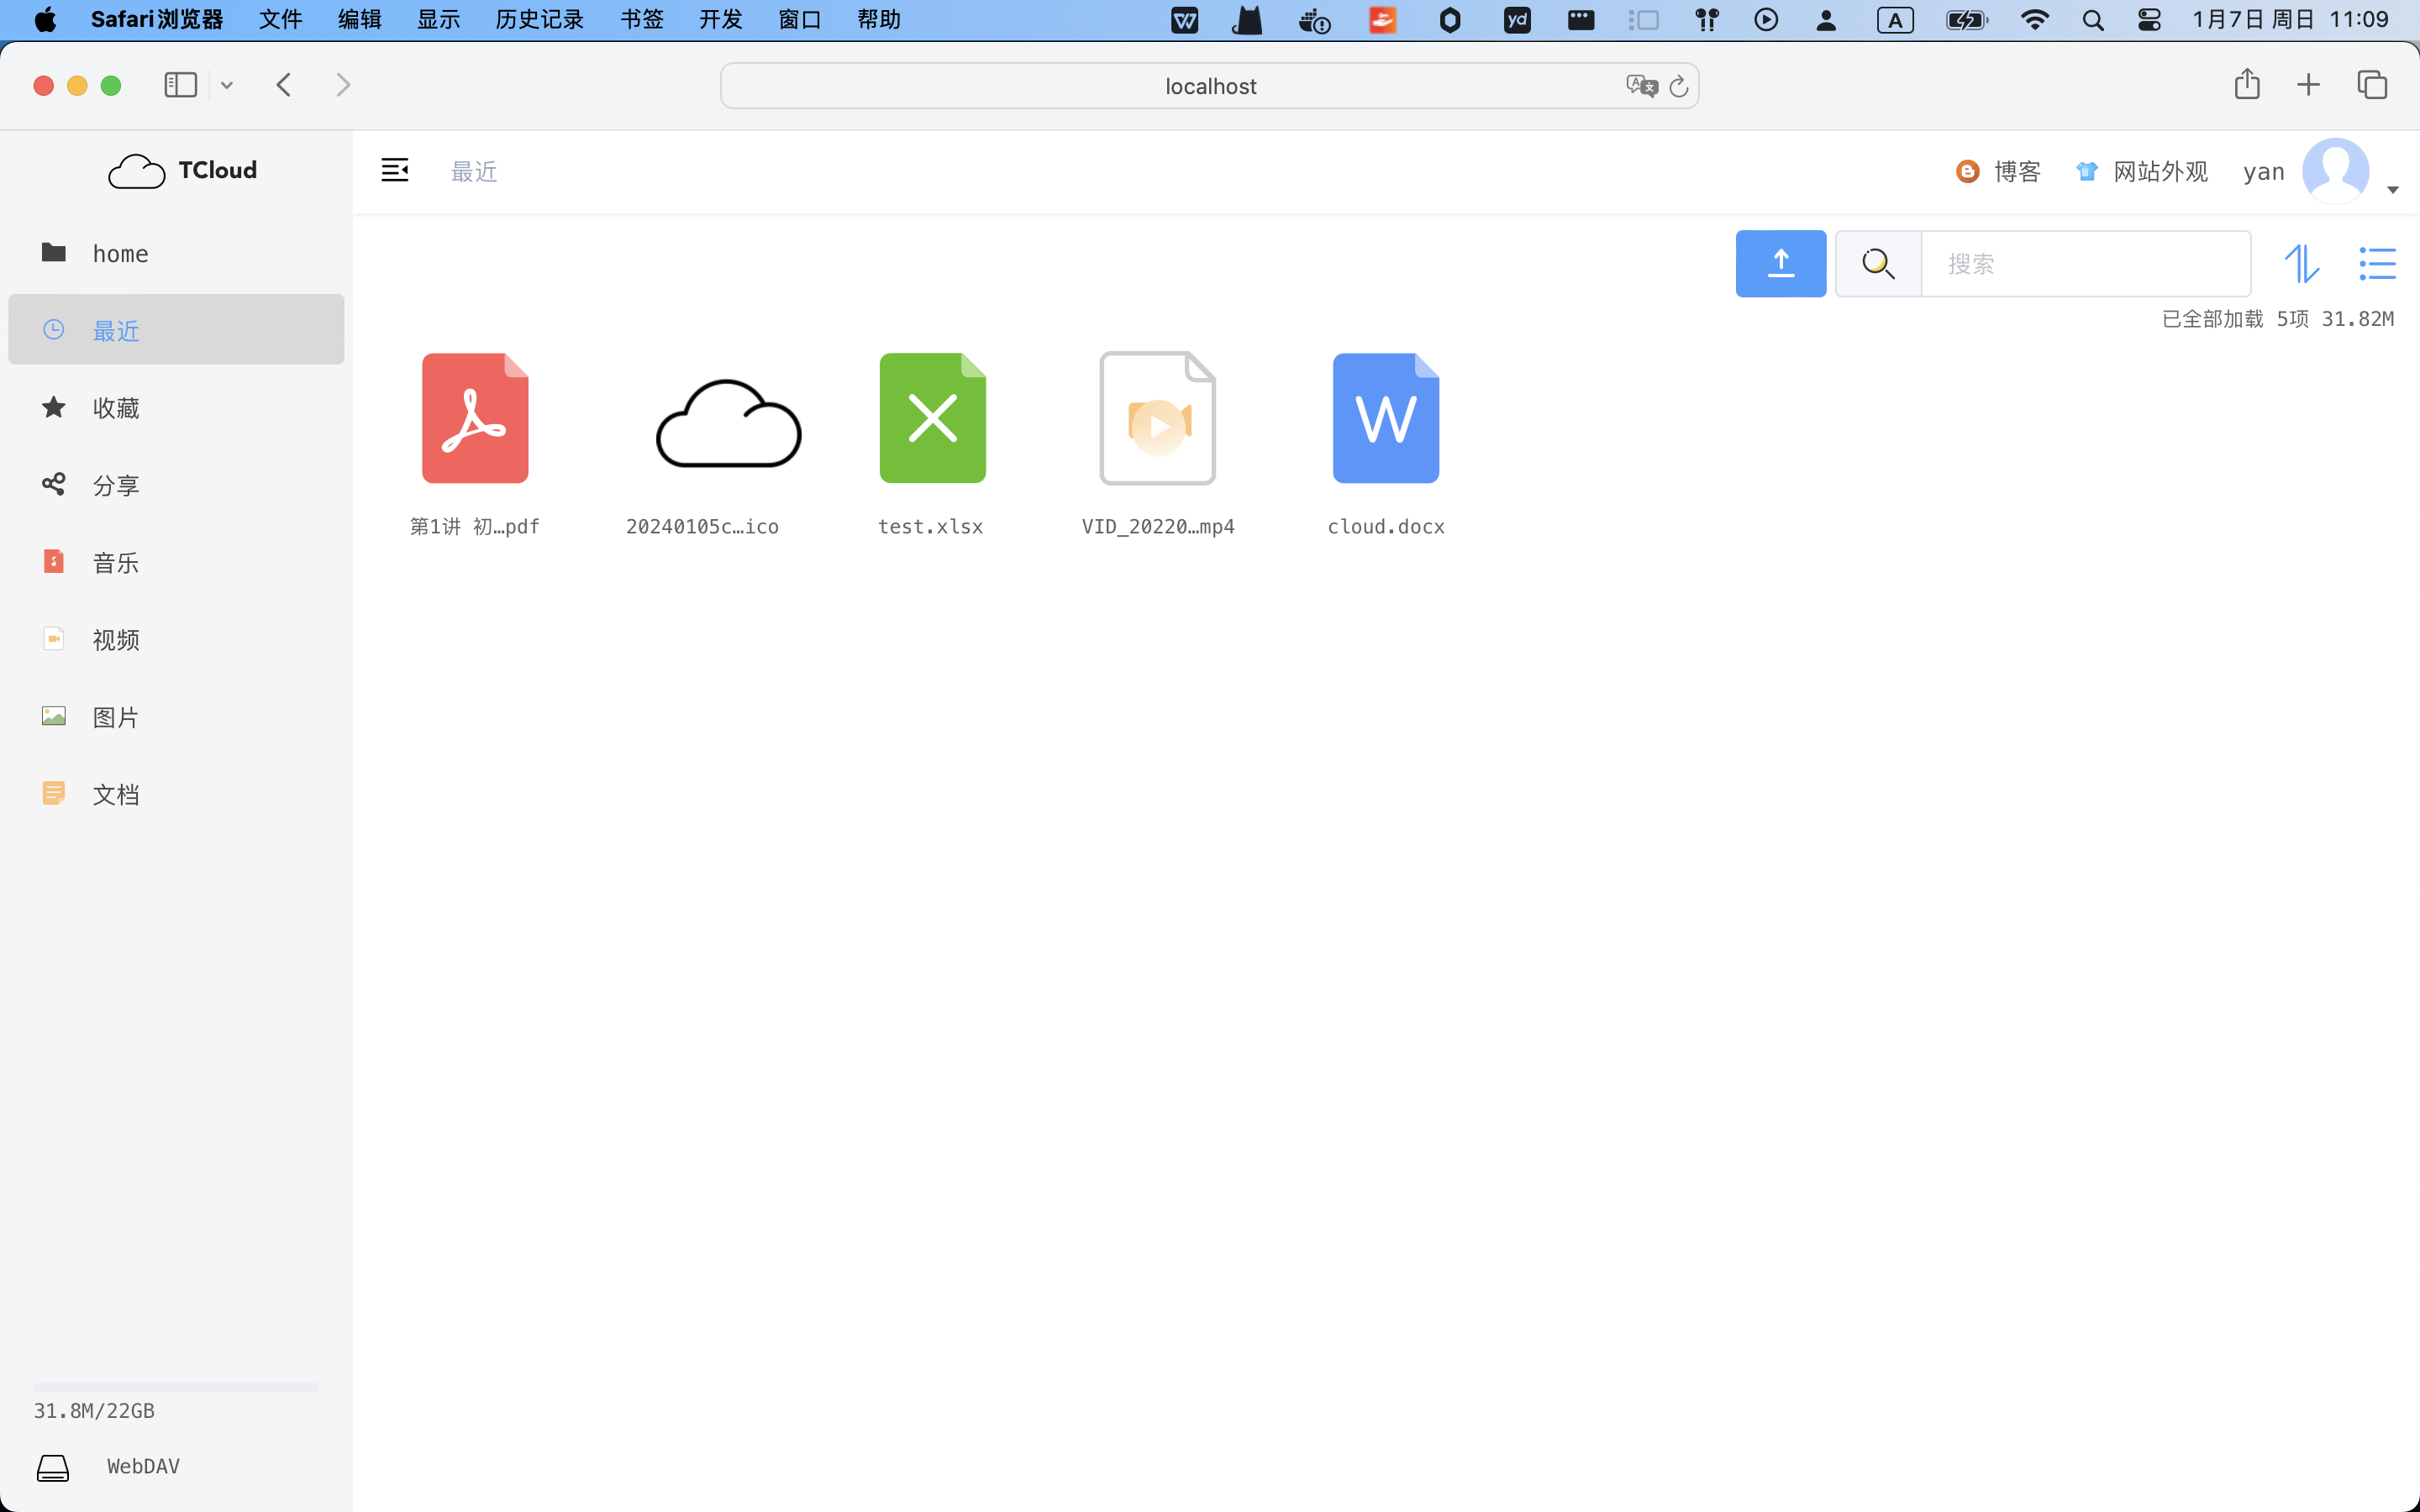 Safari浏览器 文件 编辑 显示 历史记录 书签 开发 窗口 帮助 yd A 1月7日 周日 11:09
localhost
TCloud
最近
博客 网站外观 yan
home
最近
收藏
分享
音乐
视频
图片
文档
搜索
已全部加载 5项 31.82M
第1讲 初…pdf 20240105c…ico test.xlsx VID_20220…mp4 cloud.docx
31.8M/22GB
WebDAV